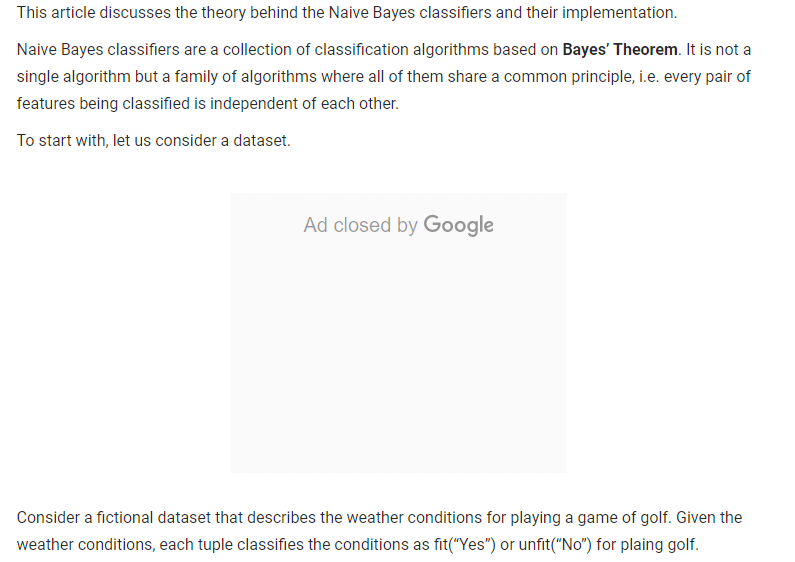 This article discusses the theory behind the Naive Bayes classifiers and their implementation.
Naive Bayes classifiers are a collection of classification algorithms based on Bayes’ Theorem. It is not a
single algorithm but a family of algorithms where all of them share a common principle, i.e. every pair of
features being classified is independent of each other.
To start with, let us consider a dataset.
Ad closed by Google
Consider a fictional dataset that describes the weather conditions for playing a game of golf. Given the
weather conditions, each tuple classifies the conditions as fit(“Yes”) or unfit(“No”) for plaing golf.